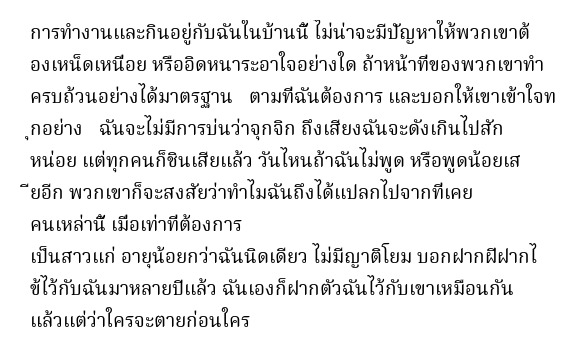 การทำงานและกินอยู่กับฉันในบ้านนี้ ไม่น่าจะมีปัญหาให้พวกเขาต้
องเหน็ดเหนื่อย หรืออิดหนาระอาใจอย่างใด ถ้าหน้าที่ของพวกเขาทำ
ครบถ้วนอย่างได้มาตรฐาน   ตามที่ฉันต้องการ และบอกให้เขาเข้าใจท
ุกอย่าง   ฉันจะไม่มีการบ่นว่าจุกจิก ถึงเสียงฉันจะดังเกินไปสัก
หน่อย แต่ทุกคนก็ชินเสียแล้ว วันไหนถ้าฉันไม่พูด หรือพูดน้อยเส
ียอีก พวกเขาก็จะสงสัยว่าทำไมฉันถึงได้แปลกไปจากที่เคย
คนเหล่านี้ เมื่อเท่าที่ต้องการ
เป็นสาวแก่ อายุน้อยกว่าฉันนิดเดียว ไม่มีญาติโยม บอกฝากผีฝากไ
ข้ไว้กับฉันมาหลายปีแล้ว ฉันเองก็ฝากตัวฉันไว้กับเขาเหมือนกัน
แล้วแต่ว่าใครจะตายก่อนใคร